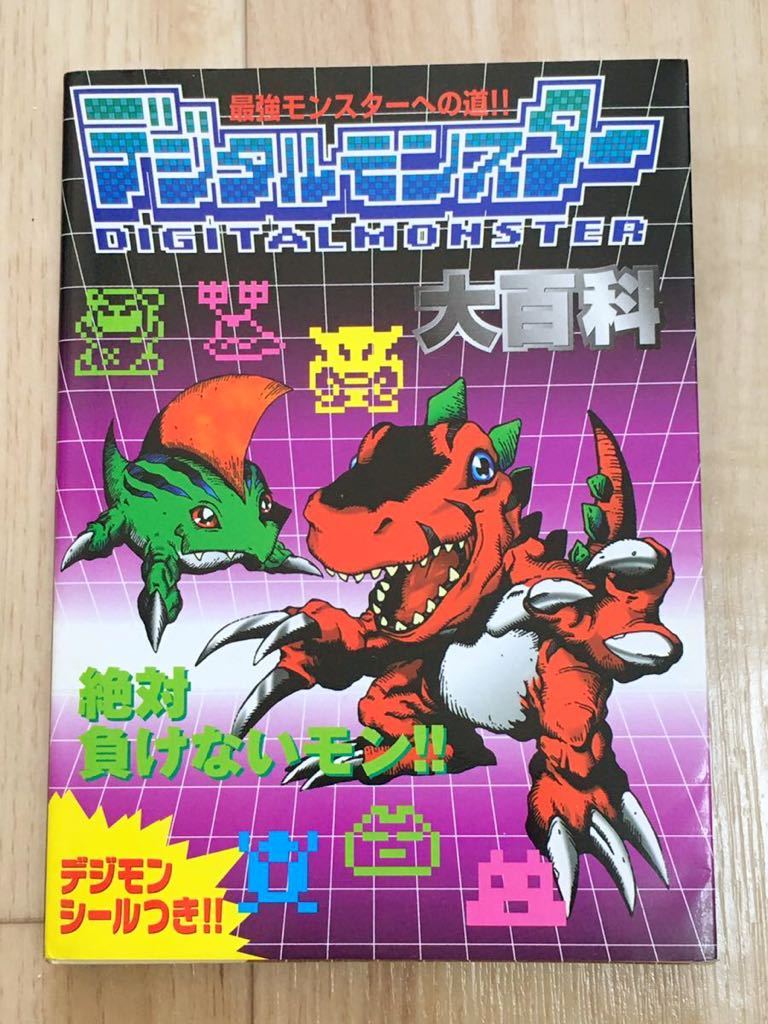 最強モンスターへの道!!
デジタルモンスター
DIGITALMONSTER
大百科
絶対
負けないモン!!
デジモン
シールつき!!